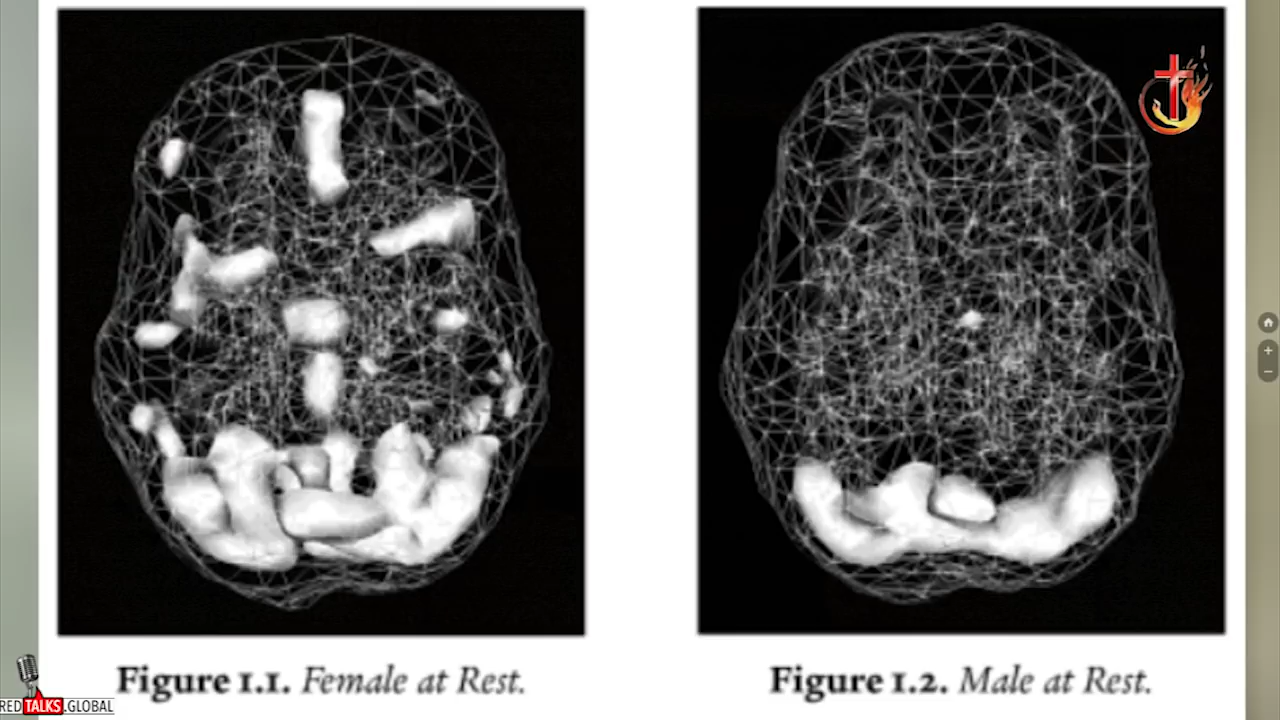 Figure 1.1. Female at Rest.
Figure 1.2. Male at Rest.
RED TALKS.GLOBAL